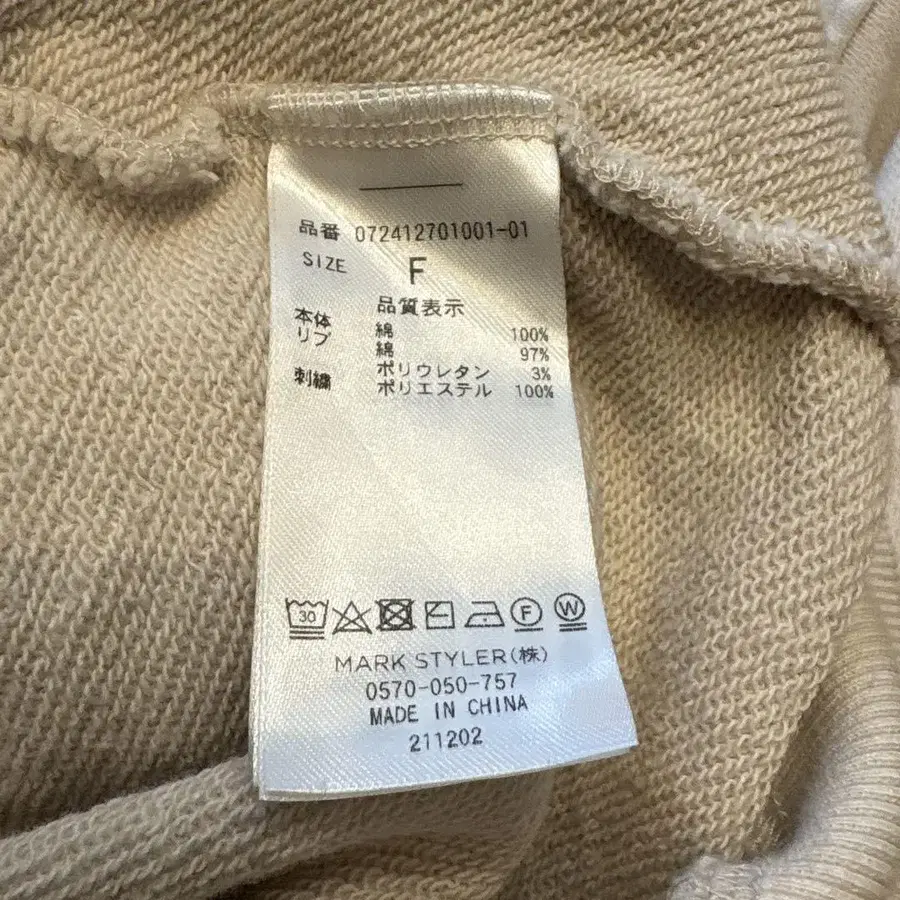 品番 072412701001-01
SIZE F
品質表示
本体 綿 100%
リブ 綿 97%
ポリウレタン 3%
刺繍 ポリエステル 100%
30 F W
MARK STYLER(株)
0570-050-757
MADE IN CHINA
211202